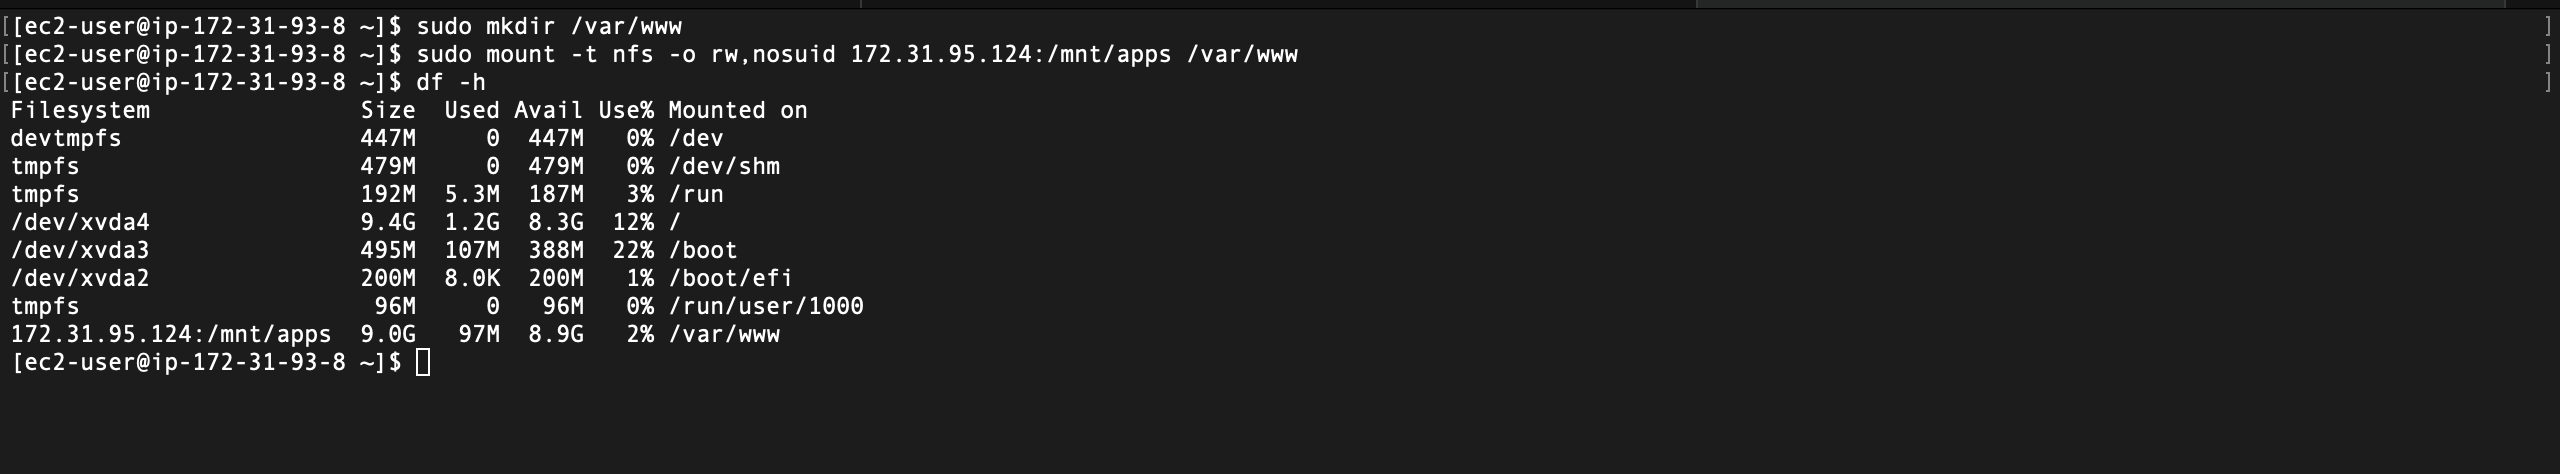 [[ec2-user@ip-172-31-93-8 ~]$ sudo mkdir /var/www ]
[[ec2-user@ip-172-31-93-8 ~]$ sudo mount -t nfs -o rw,nosuid 172.31.95.124:/mnt/apps /var/www ]
[[ec2-user@ip-172-31-93-8 ~]$ df -h ]
Filesystem               Size  Used Avail Use% Mounted on
devtmpfs                 447M     0  447M   0% /dev
tmpfs                    479M     0  479M   0% /dev/shm
tmpfs                    192M  5.3M  187M   3% /run
/dev/xvda4               9.4G  1.2G  8.3G  12% /
/dev/xvda3               495M  107M  388M  22% /boot
/dev/xvda2               200M  8.0K  200M   1% /boot/efi
tmpfs                     96M     0   96M   0% /run/user/1000
172.31.95.124:/mnt/apps  9.0G   97M  8.9G   2% /var/www
[ec2-user@ip-172-31-93-8 ~]$